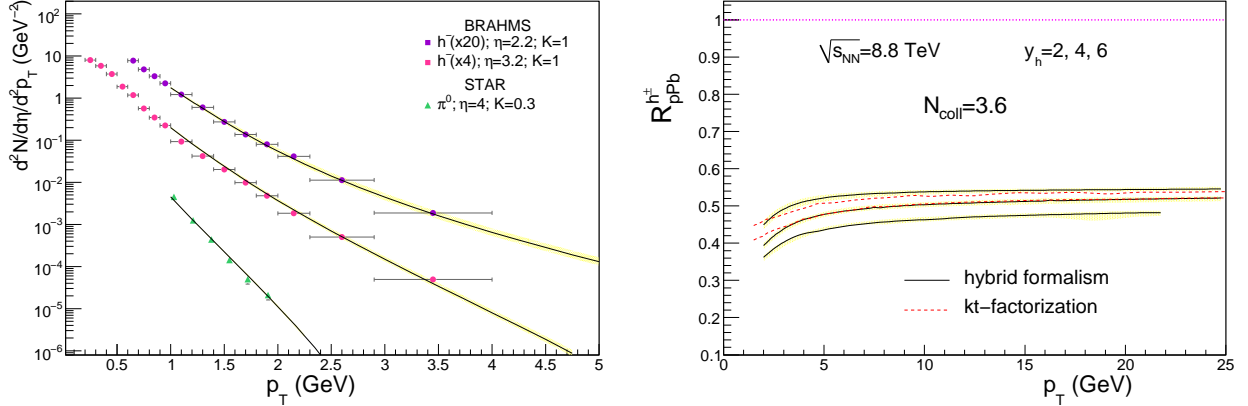 d²N/dηd²p_T (GeV⁻²)
10²
10
1
10⁻¹
10⁻²
10⁻³
10⁻⁴
10⁻⁵
10⁻⁶
BRAHMS
h⁻(x20); η=2.2; K=1
h⁻(x4); η=3.2; K=1
STAR
π⁰; η=4; K=0.3
0.5 1 1.5 2 2.5 3 3.5 4 4.5 5
p_T (GeV)
R_pPb^h±
1
0.9
0.8
0.7
0.6
0.5
0.4
0.3
0.2
0.1
√s_NN=8.8 TeV y_h=2, 4, 6
N_coll=3.6
hybrid formalism
kt−factorization
0 5 10 15 20 25
p_T (GeV)